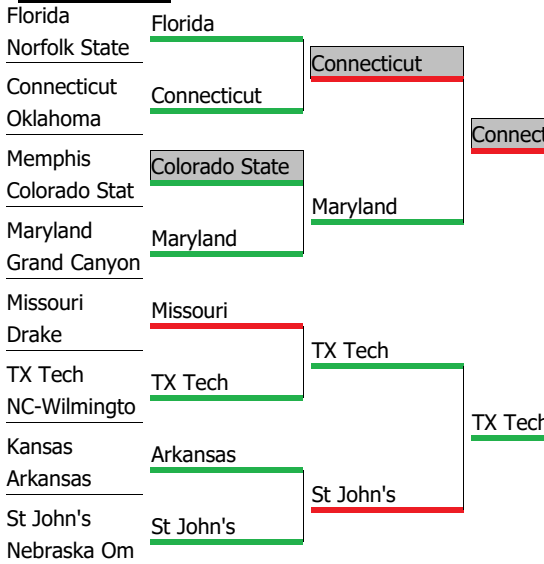 Florida
Norfolk State
Connecticut
Oklahoma
Memphis
Colorado Stat
Maryland
Grand Canyon
Missouri
Drake
TX Tech
NC-Wilmingto
Kansas
Arkansas
St John's
Nebraska Om
Florida
Connecticut
Colorado State
Maryland
Missouri
TX Tech
Arkansas
St John's
Connecticut
Maryland
TX Tech
St John's
Connect
TX Tech